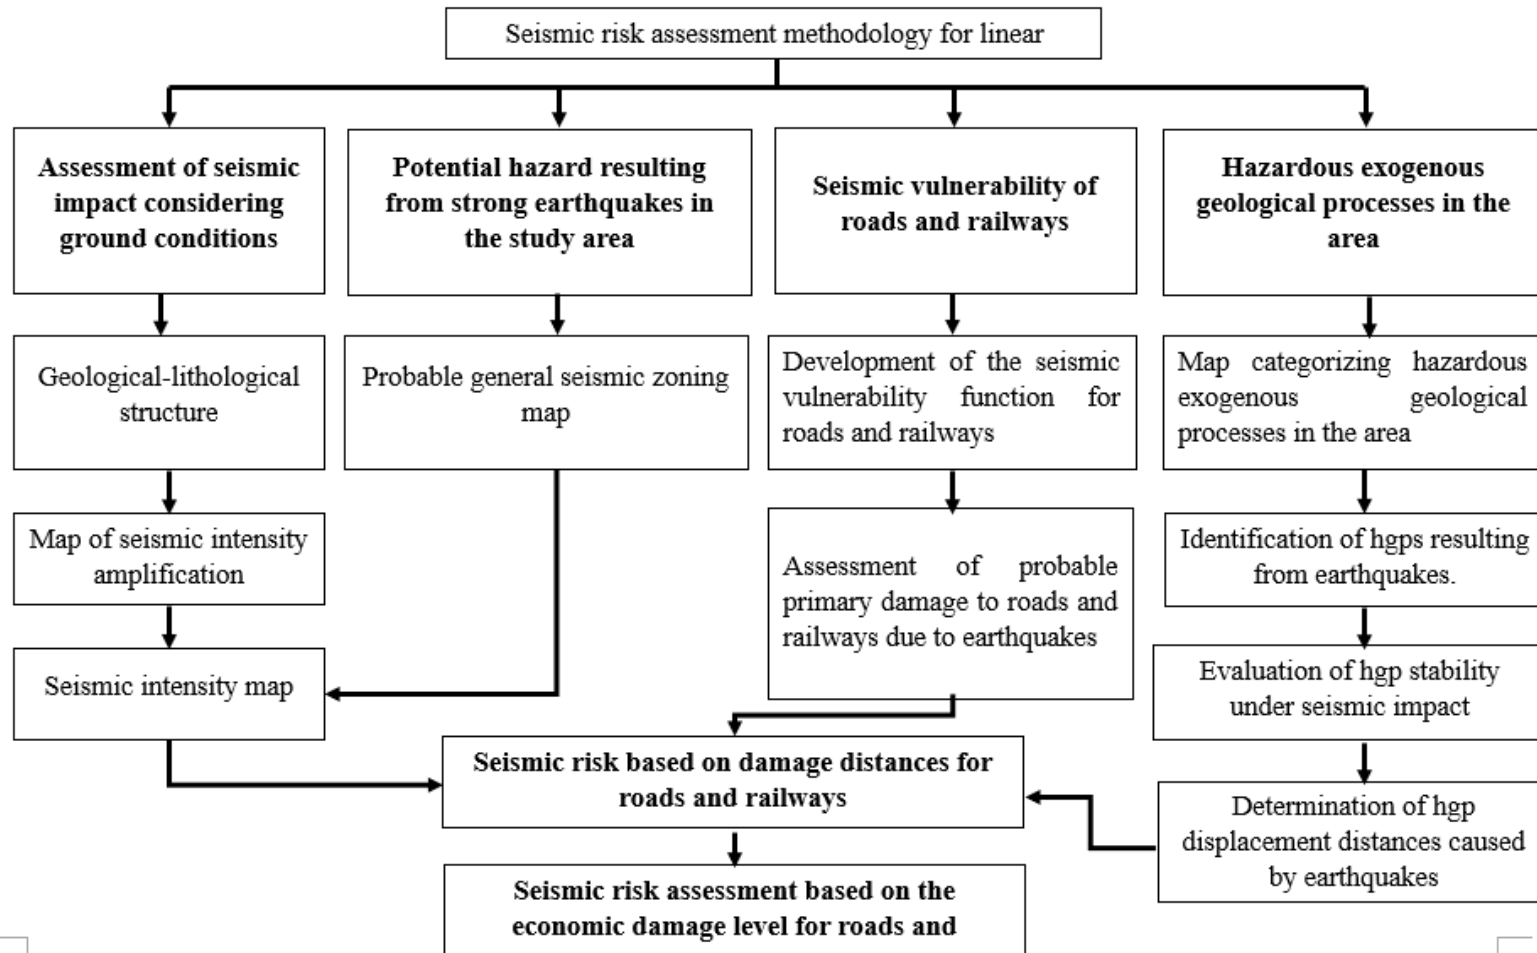 Seismic risk assessment methodology for linear
Assessment of seismic
impact considering
ground conditions
Potential hazard resulting
from strong earthquakes in
the study area
Seismic vulnerability of
roads and railways
Hazardous exogenous
geological processes in the
area
Geological-lithological
structure
Probable general seismic zoning
map
Development of the seismic
vulnerability function for
roads and railways
Map categorizing hazardous
exogenous geological
processes in the area
Map of seismic intensity
amplification
Assessment of probable
primary damage to roads and
railways due to earthquakes
Identification of hgps resulting
from earthquakes.
Seismic intensity map
Evaluation of hgp stability
under seismic impact
Seismic risk based on damage distances for
roads and railways
Determination of hgp
displacement distances caused
by earthquakes
Seismic risk assessment based on the
economic damage level for roads and